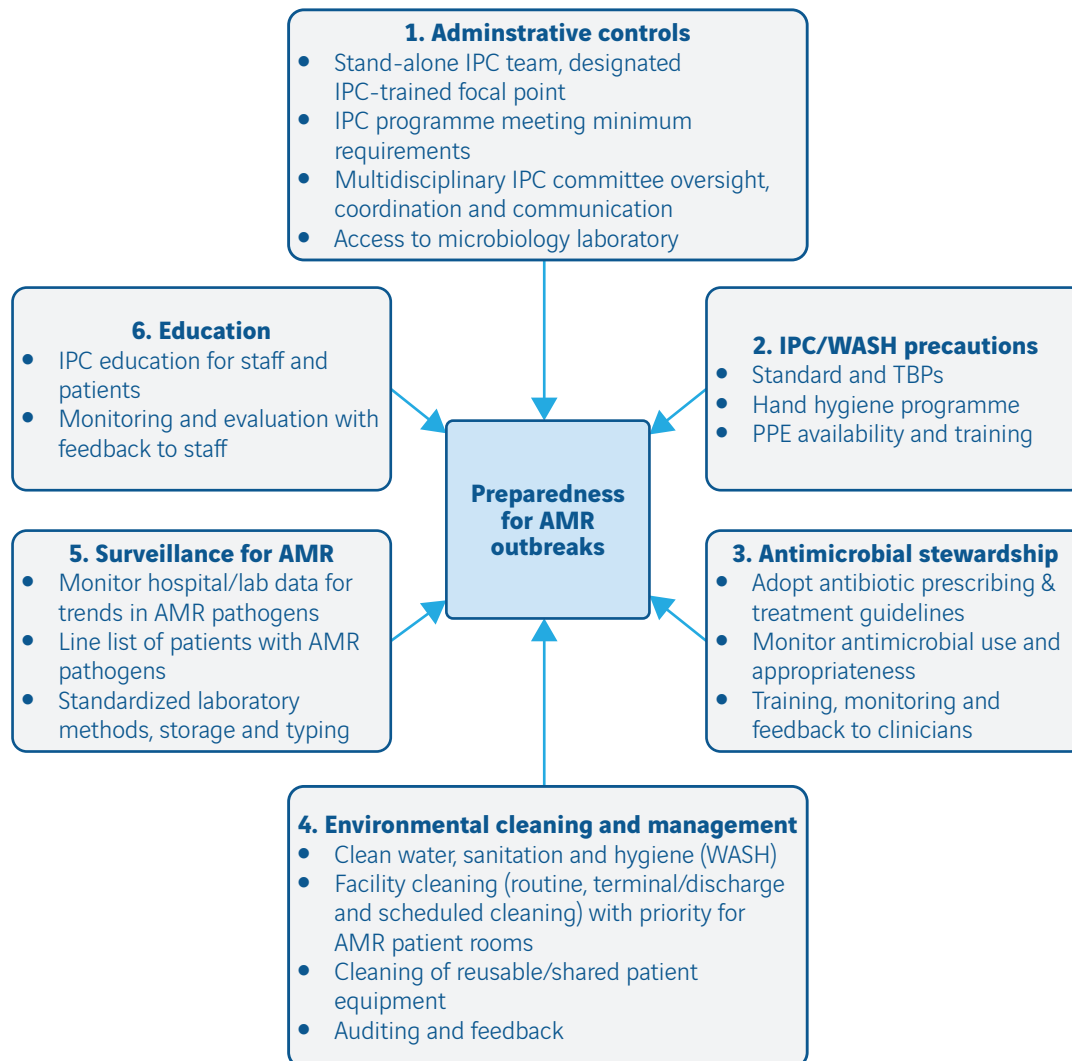 1. Adminstrative controls
• Stand-alone IPC team, designated
IPC-trained focal point
• IPC programme meeting minimum
requirements
• Multidisciplinary IPC committee oversight,
coordination and communication
• Access to microbiology laboratory
6. Education
• IPC education for staff and
patients
• Monitoring and evaluation with
feedback to staff
2. IPC/WASH precautions
• Standard and TBPs
• Hand hygiene programme
• PPE availability and training
Preparedness
for AMR
outbreaks
5. Surveillance for AMR
• Monitor hospital/lab data for
trends in AMR pathogens
• Line list of patients with AMR
pathogens
• Standardized laboratory
methods, storage and typing
3. Antimicrobial stewardship
• Adopt antibiotic prescribing &
treatment guidelines
• Monitor antimicrobial use and
appropriateness
• Training, monitoring and
feedback to clinicians
4. Environmental cleaning and management
• Clean water, sanitation and hygiene (WASH)
• Facility cleaning (routine, terminal/discharge
and scheduled cleaning) with priority for
AMR patient rooms
• Cleaning of reusable/shared patient
equipment
• Auditing and feedback